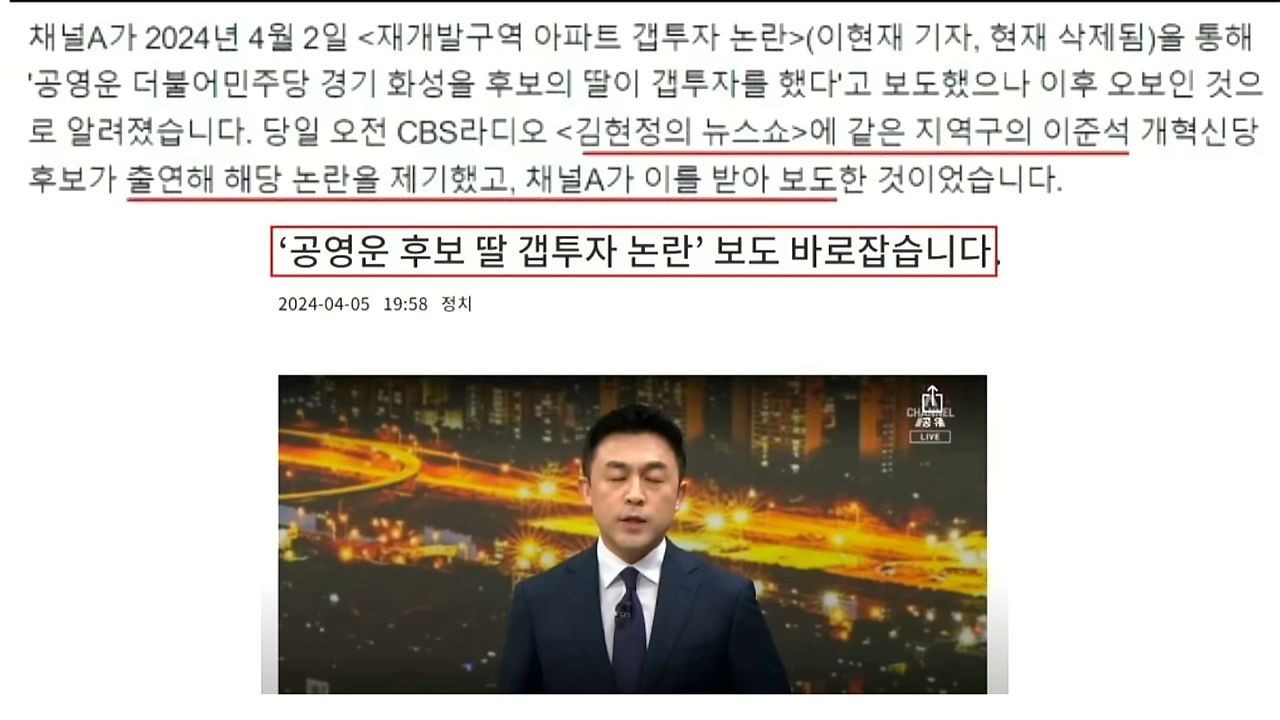 채널A가 2024년 4월 2일 <재개발구역 아파트 갭투자 논란>(이현재 기자, 현재 삭제됨)을 통해
'공영운 더불어민주당 경기 화성을 후보의 딸이 갭투자를 했다'고 보도했으나 이후 오보인 것으
로 알려졌습니다. 당일 오전 CBS라디오 <김현정의 뉴스쇼>에 같은 지역구의 이준석 개혁신당
후보가 출연해 해당 논란을 제기했고, 채널A가 이를 받아 보도한 것이었습니다.
‘공영운 후보 딸 갭투자 논란’ 보도 바로잡습니다.
2024-04-05 19:58 정치
CHANNEL
공유
LIVE